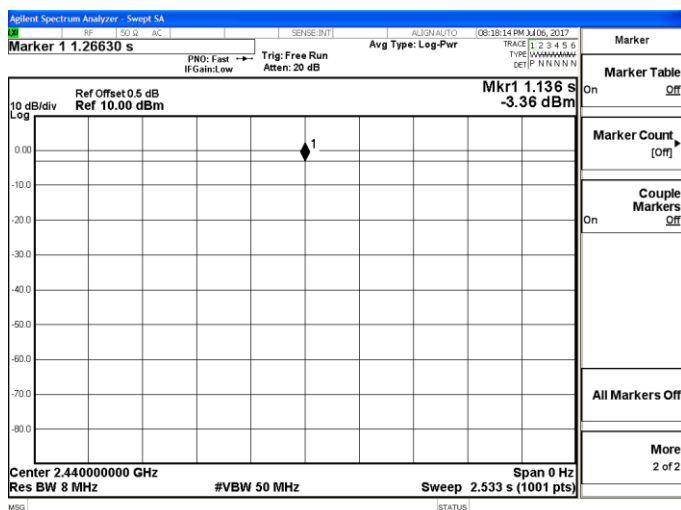 Agilent Spectrum Analyzer - Swept SA
LXI RF 50 Ω AC SENSE:INT ALIGN AUTO 08:18:14 PM Jul 06, 2017
Marker 1 1.26630 s
PNO: Fast
IFGain:Low
Trig: Free Run
Atten: 20 dB
Avg Type: Log-Pwr
TRACE 1 2 3 4 5 6
TYPE WWWWWW
DET P N N N N N
Marker
Marker Table
On Off
Marker Count
[Off]
Couple
Markers
On Off
All Markers Off
More
2 of 2
Mkr1 1.136 s
-3.36 dBm
Ref Offset 0.5 dB
10 dB/div Ref 10.00 dBm
Log
1
0.00
-10.0
-20.0
-30.0
-40.0
-50.0
-60.0
-70.0
-80.0
Center 2.440000000 GHz Span 0 Hz
Res BW 8 MHz #VBW 50 MHz Sweep 2.533 s (1001 pts)
MSG STATUS